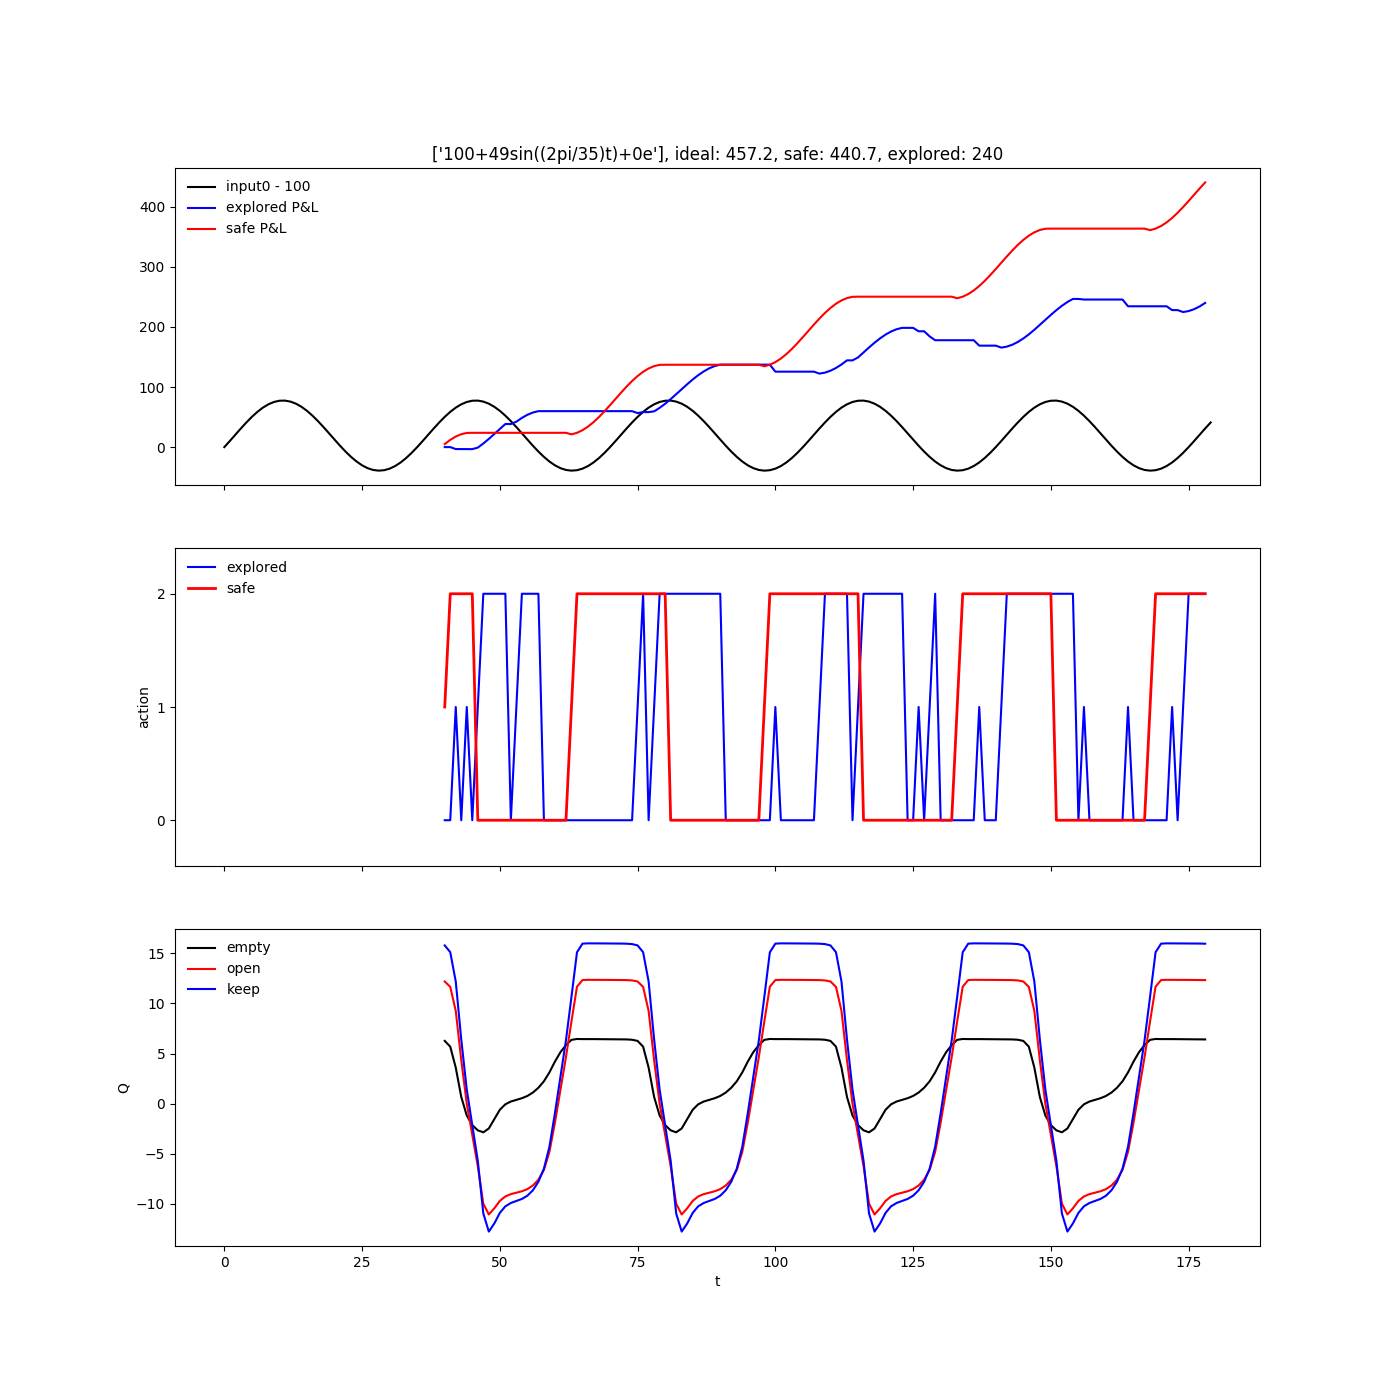 ['100+49sin((2pi/35)t)+0e'], ideal: 457.2, safe: 440.7, explored: 240
input0 - 100
explored P&L
safe P&L
400
300
200
100
0
explored
safe
2
1
0
action
empty
open
keep
15
10
5
0
−5
−10
Q
0 25 50 75 100 125 150 175
t